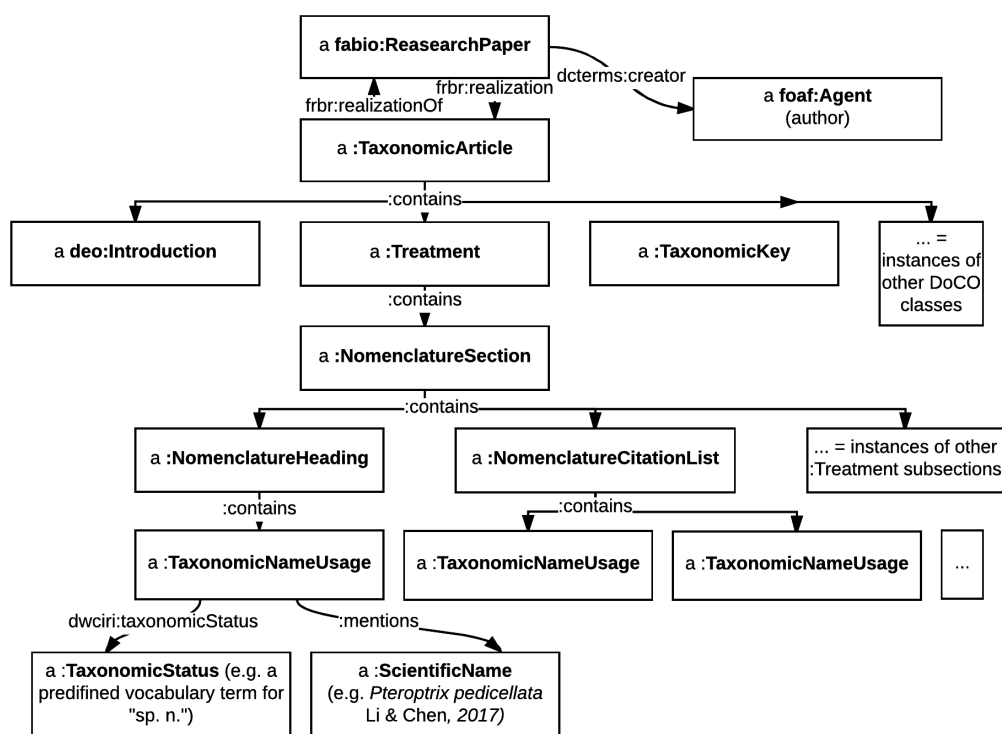 a fabio:ReasearchPaper
dcterms:creator
frbr:realizationOf
frbr:realization
a foaf:Agent
(author)
a :TaxonomicArticle
:contains
a deo:Introduction
a :Treatment
a :TaxonomicKey
... =
instances of
other DoCO
classes
:contains
a :NomenclatureSection
:contains
a :NomenclatureHeading
a :NomenclatureCitationList
... = instances of other
:Treatment subsections
:contains
:contains
a :TaxonomicNameUsage
a :TaxonomicNameUsage
a :TaxonomicNameUsage
...
dwciri:taxonomicStatus
:mentions
a :TaxonomicStatus (e.g. a
predifined vocabulary term for
"sp. n.")
a :ScientificName
(e.g. Pteroptrix pedicellata
Li & Chen, 2017)